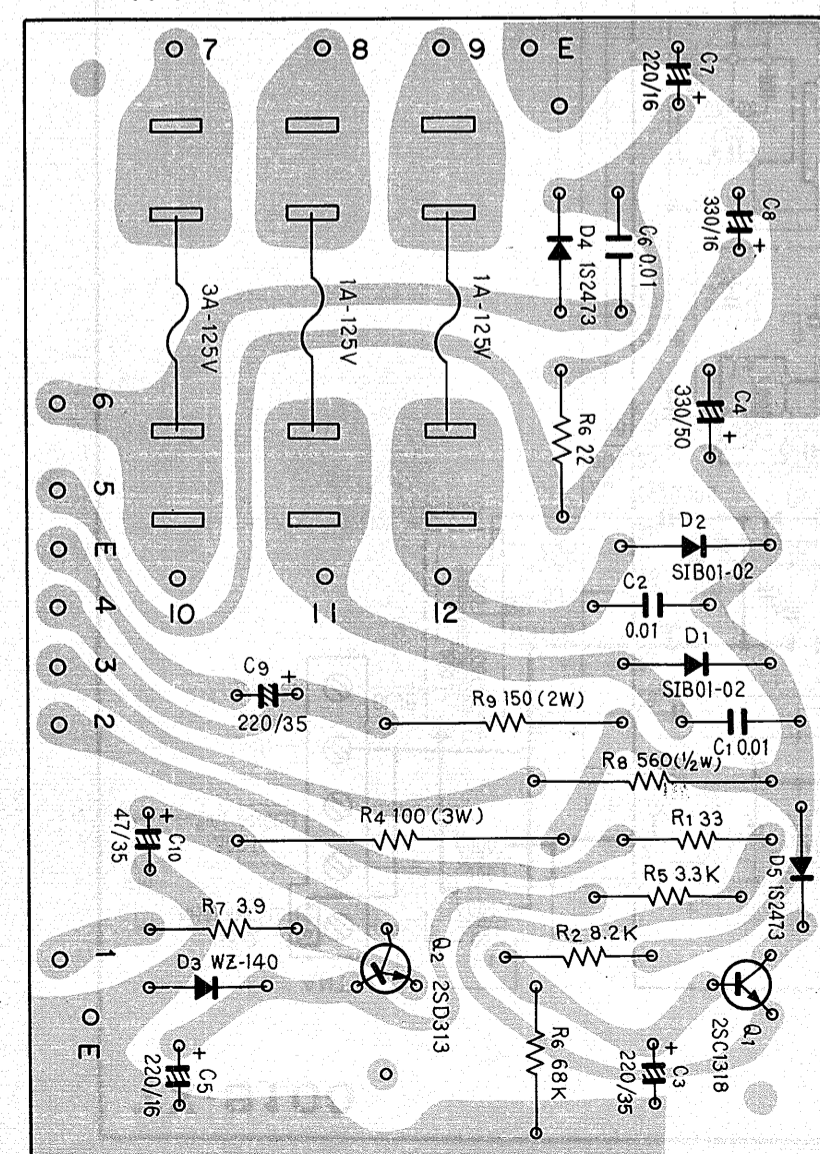 7
8
9
E
C7
220/16
+
C8
330/16
+
C6 0.01
D4 1S2473
3A-125V
1A-125V
1A-125V
6
R6 22
C4
330/50
+
5
E
4
3
2
10
11
12
D2
SIB01-02
C2
0.01
D1
SIB01-02
C9
+
220/35
R9 150 (2W)
C1 0.01
R8 560(½W)
+
C10
47/35
R4 100 (3W)
R1 33
D5 1S2473
R5 3.3K
R7 3.9
R2 8.2K
1
D3 WZ-140
Q2
2SD313
Q1
2SC1318
E
+
C5
220/16
R6 68K
+
C3
220/35